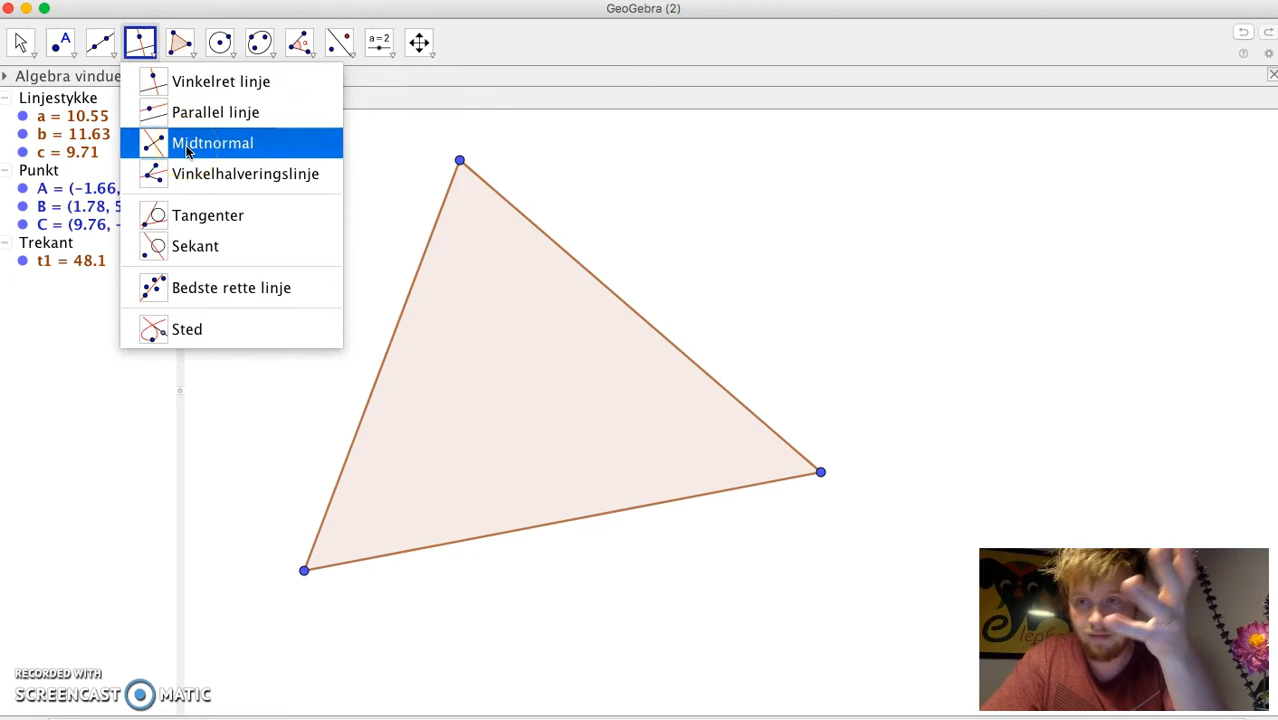 GeoGebra (2)
A
α
a=2
Algebra vindue
Linjestykke
a = 10.55
b = 11.63
c = 9.71
Punkt
A = (-1.66,
B = (1.78, 5
C = (9.76, -
Trekant
t1 = 48.1
Vinkelret linje
Parallel linje
Midtnormal
Vinkelhalveringslinje
Tangenter
Sekant
Bedste rette linje
Sted
eleph
RECORDED WITH
SCREENCAST MATIC